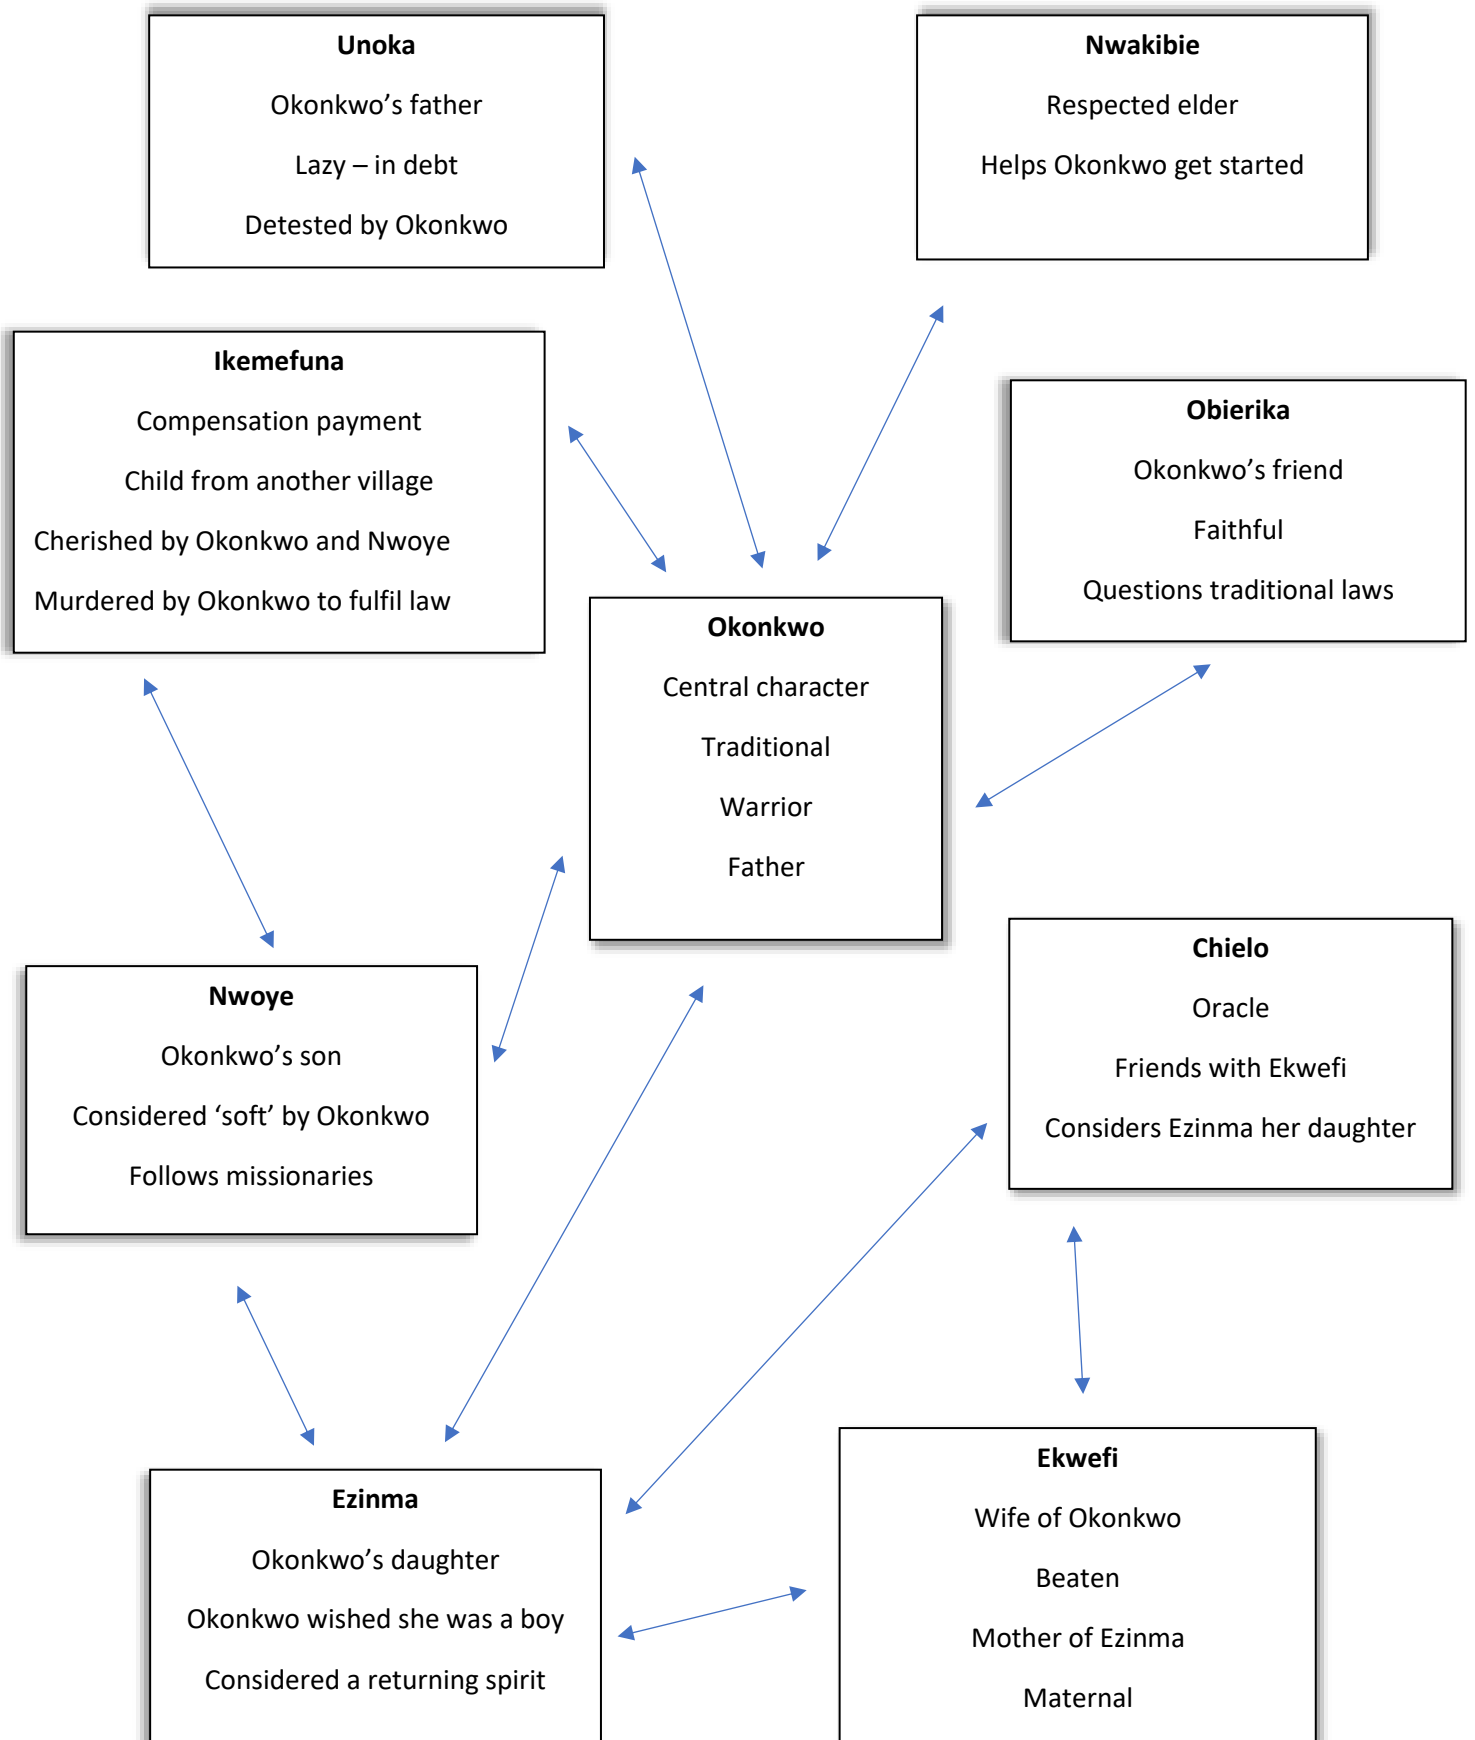 Unoka
Okonkwo’s father
Lazy – in debt
Detested by Okonkwo
Nwakibie
Respected elder
Helps Okonkwo get started
Ikemefuna
Compensation payment
Child from another village
Cherished by Okonkwo and Nwoye
Murdered by Okonkwo to fulfil law
Obierika
Okonkwo’s friend
Faithful
Questions traditional laws
Okonkwo
Central character
Traditional
Warrior
Father
Nwoye
Okonkwo’s son
Considered ‘soft’ by Okonkwo
Follows missionaries
Chielo
Oracle
Friends with Ekwefi
Considers Ezinma her daughter
Ezinma
Okonkwo’s daughter
Okonkwo wished she was a boy
Considered a returning spirit
Ekwefi
Wife of Okonkwo
Beaten
Mother of Ezinma
Maternal